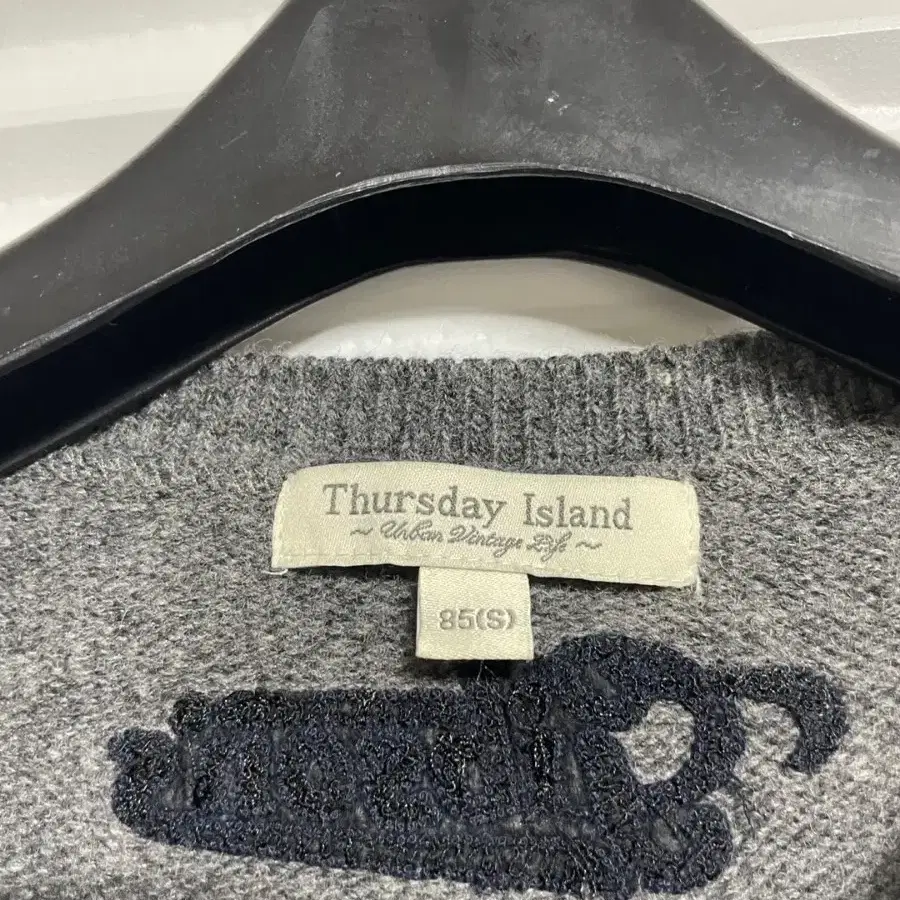 Thursday Island
~ Urban Vintage Life ~
85(S)